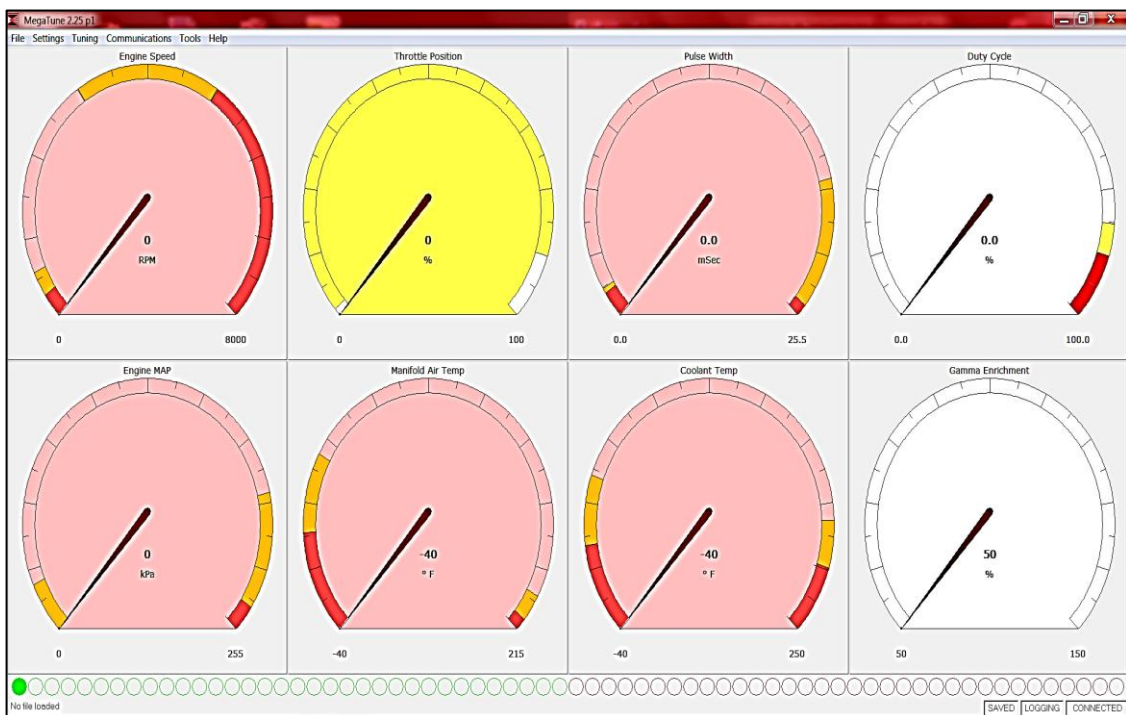 MegaTune 2.25 p1
File Settings Tuning Communications Tools Help
Engine Speed
0
RPM
0 8000
Throttle Position
0
%
0 100
Pulse Width
0.0
mSec
0.0 25.5
Duty Cycle
0.0
%
0.0 100.0
Engine MAP
0
kPa
0 255
Manifold Air Temp
-40
° F
-40 215
Coolant Temp
-40
° F
-40 250
Gamma Enrichment
50
%
50 150
No file loaded
SAVED LOGGING CONNECTED